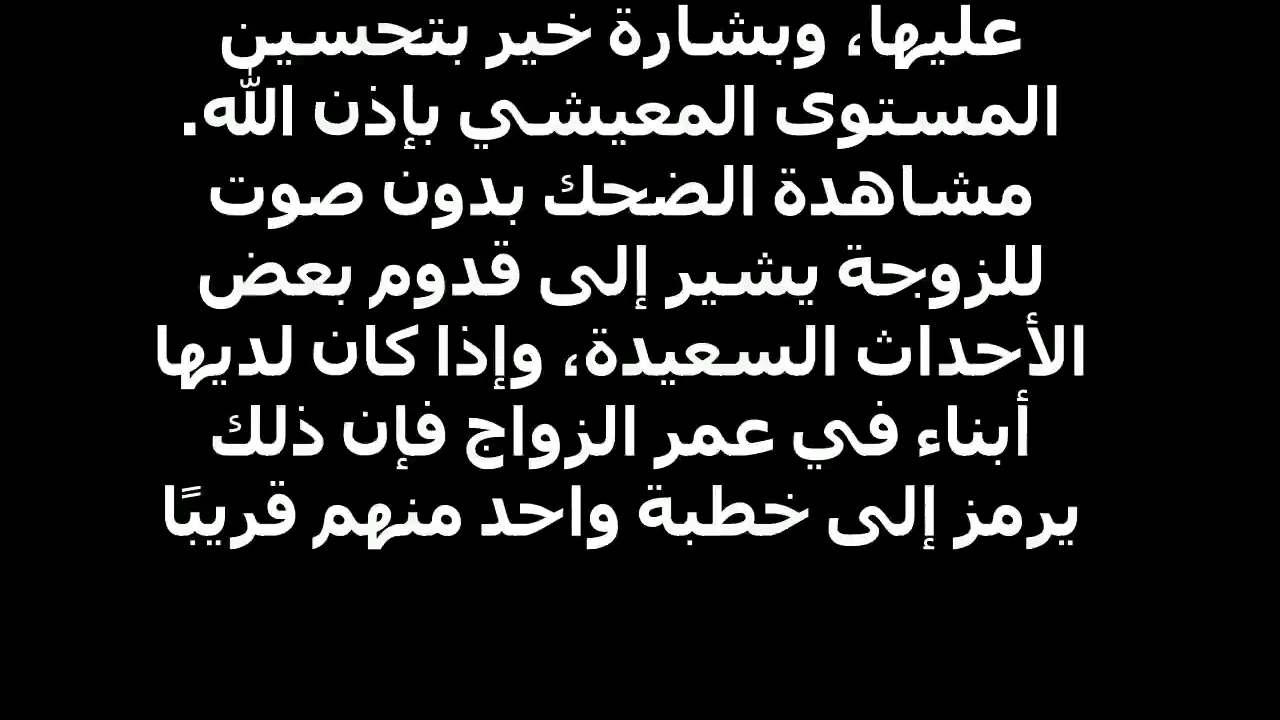 عليها، وبشارة خير بتحسين
المستوى المعيشي بإذن الله.
مشاهدة الضحك بدون صوت
للزوجة يشير إلى قدوم بعض
الأحداث السعيدة، وإذا كان لديها
أبناء في عمر الزواج فإن ذلك
يرمز إلى خطبة واحد منهم قريبًا